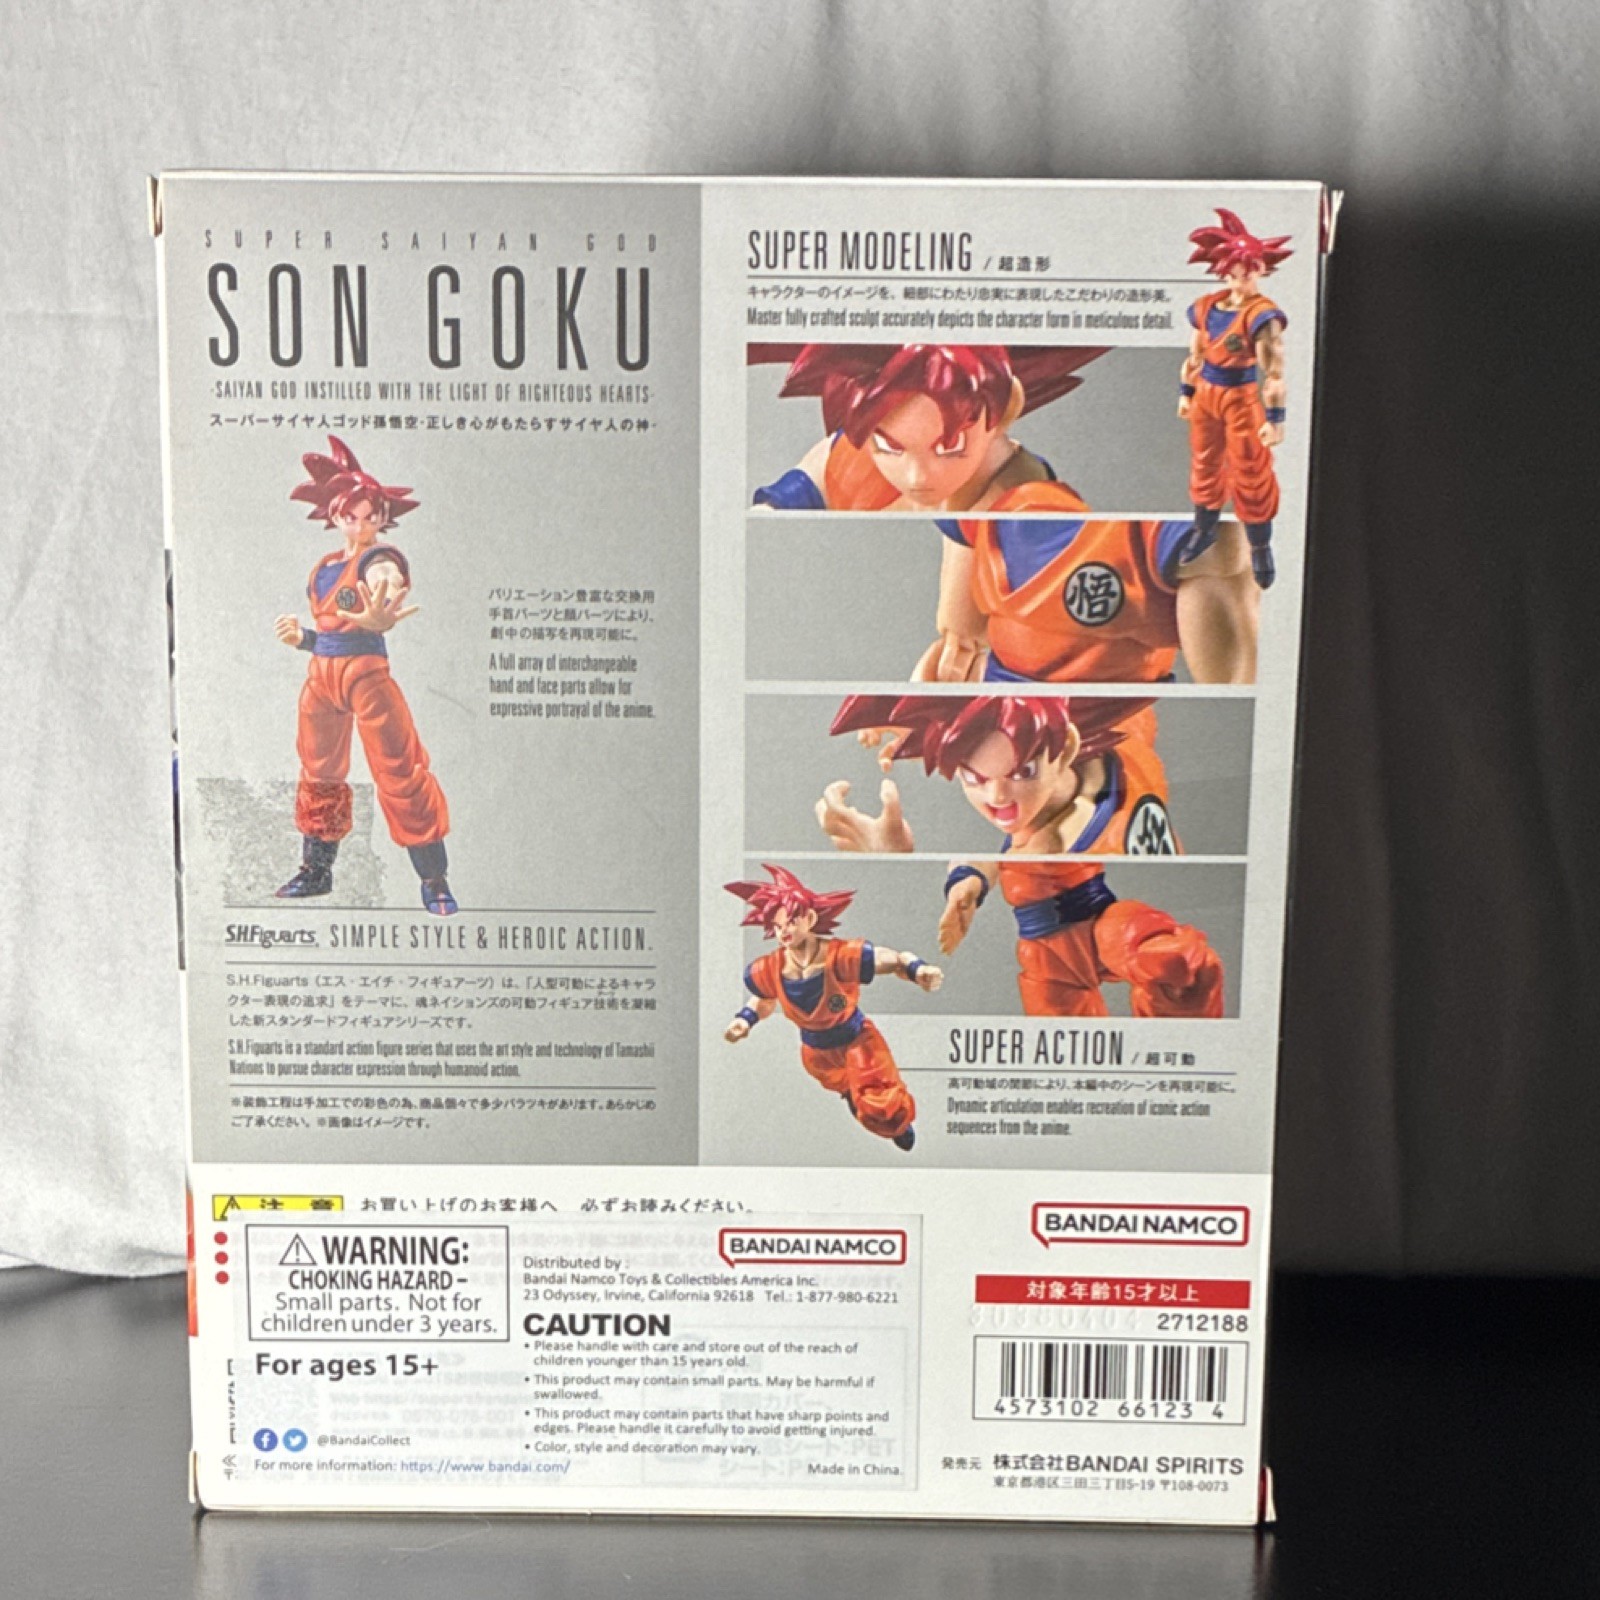 SUPER SAIYAN GOD
SON GOKU
-SAIYAN GOD INSTILLED WITH THE LIGHT OF RIGHTEOUS HEARTS-
スーパーサイヤ人ゴッド孫悟空-正しき心がもたらすサイヤ人の神-
バリエーション豊富な交換用
手首パーツと顔パーツにより、
劇中の描写を再現可能に。
A full array of interchangeable
hand and face parts allow for
expressive portrayal of the anime.
S.H.Figuarts. SIMPLE STYLE & HEROIC ACTION.
S.H.Figuarts（エス・エイチ・フィギュアーツ）は、「人型可動によるキャラ
クター表現の追求」をテーマに、魂ネイションズの可動フィギュア技術を凝縮
した新スタンダードフィギュアシリーズです。
S.H.Figuarts is a standard action figure series that uses the art style and technology of Tamashii
Nations to pursue character expression through humanoid action.
※装飾工程は手加工での彩色の為、商品個々で多少バラツキがあります。あらかじめ
ご了承ください。※画像はイメージです。
SUPER MODELING / 超造形
キャラクターのイメージを、細部にわたり忠実に表現したこだわりの造形美。
Master fully crafted sculpt accurately depicts the character form in meticulous detail.
悟
SUPER ACTION / 超可動
高可動域の関節により、本編中のシーンを再現可能に。
Dynamic articulation enables recreation of iconic action
sequences from the anime.
注意 お買い上げのお客様へ 必ずお読みください。
WARNING:
CHOKING HAZARD –
Small parts. Not for
children under 3 years.
For ages 15+
@BandaiCollect
For more information: https://www.bandai.com/
BANDAI NAMCO
Distributed by :
Bandai Namco Toys & Collectibles America Inc.
23 Odyssey, Irvine, California 92618 Tel.: 1-877-980-6221
CAUTION
• Please handle with care and store out of the reach of
children younger than 15 years old.
• This product may contain small parts. May be harmful if
swallowed.
• This product may contain parts that have sharp points and
edges. Please handle it carefully to avoid getting injured.
• Color, style and decoration may vary.
Made in China.
BANDAI NAMCO
対象年齢15才以上
2712188
4573102 66123 4
発売元 株式会社BANDAI SPIRITS
東京都港区三田三丁目5-19 〒108-0073